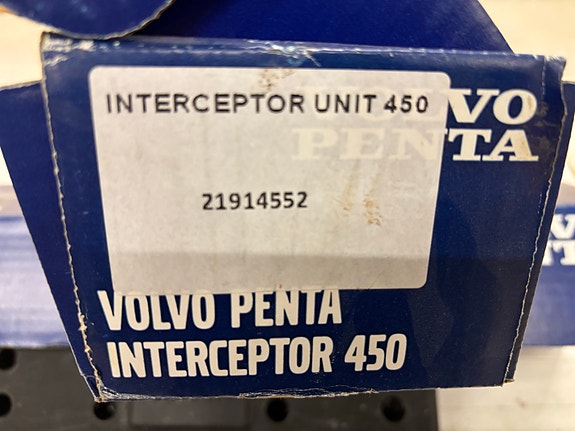 INTERCEPTOR UNIT 450
VOLVO
PENTA
21914552
VOLVO PENTA
INTERCEPTOR 450